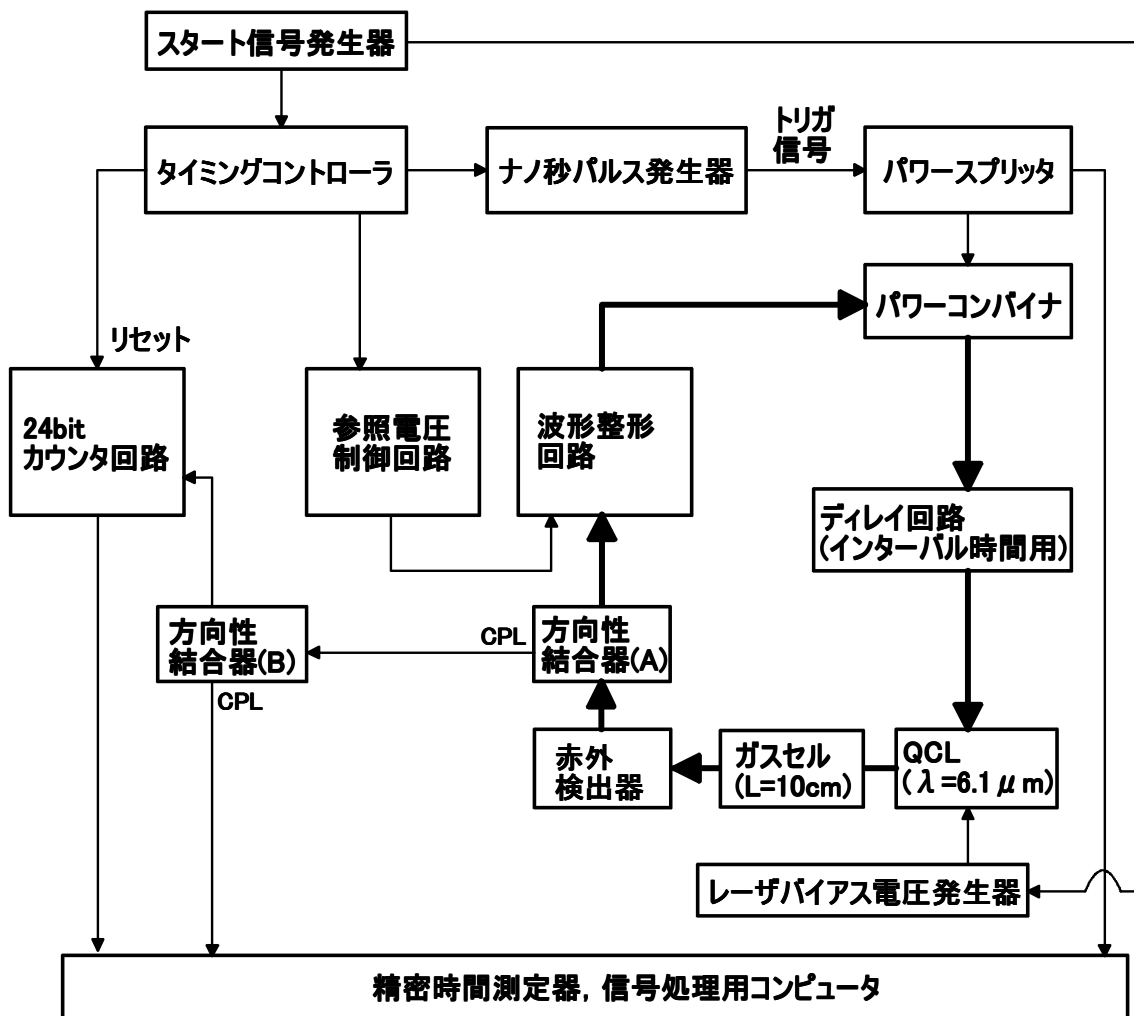 スタート信号発生器
トリガ
信号
タイミングコントローラ
ナノ秒パルス発生器
パワースプリッタ
パワーコンバイナ
リセット
24bit
カウンタ回路
参照電圧
制御回路
波形整形
回路
ディレイ回路
(インターバル時間用)
方向性
結合器(B)
CPL
CPL
方向性
結合器(A)
赤外
検出器
ガスセル
(L=10cm)
QCL
(λ=6.1μm)
レーザバイアス電圧発生器
精密時間測定器, 信号処理用コンピュータ